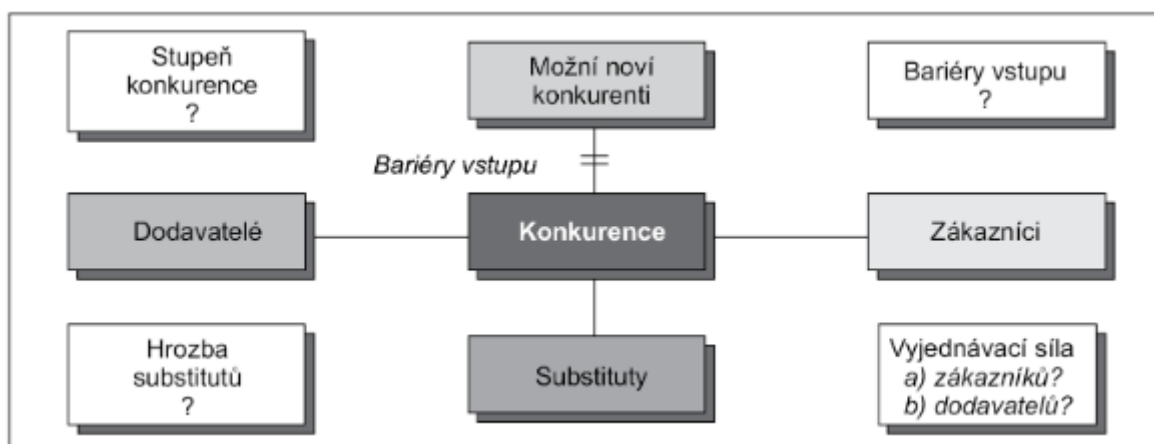 Stupeň
konkurence
?
Možní noví
konkurenti
Bariéry vstupu
?
Bariéry vstupu
Dodavatelé
Konkurence
Zákazníci
Hrozba
substitutů
?
Substituty
Vyjednávací síla
a) zákazníků?
b) dodavatelů?